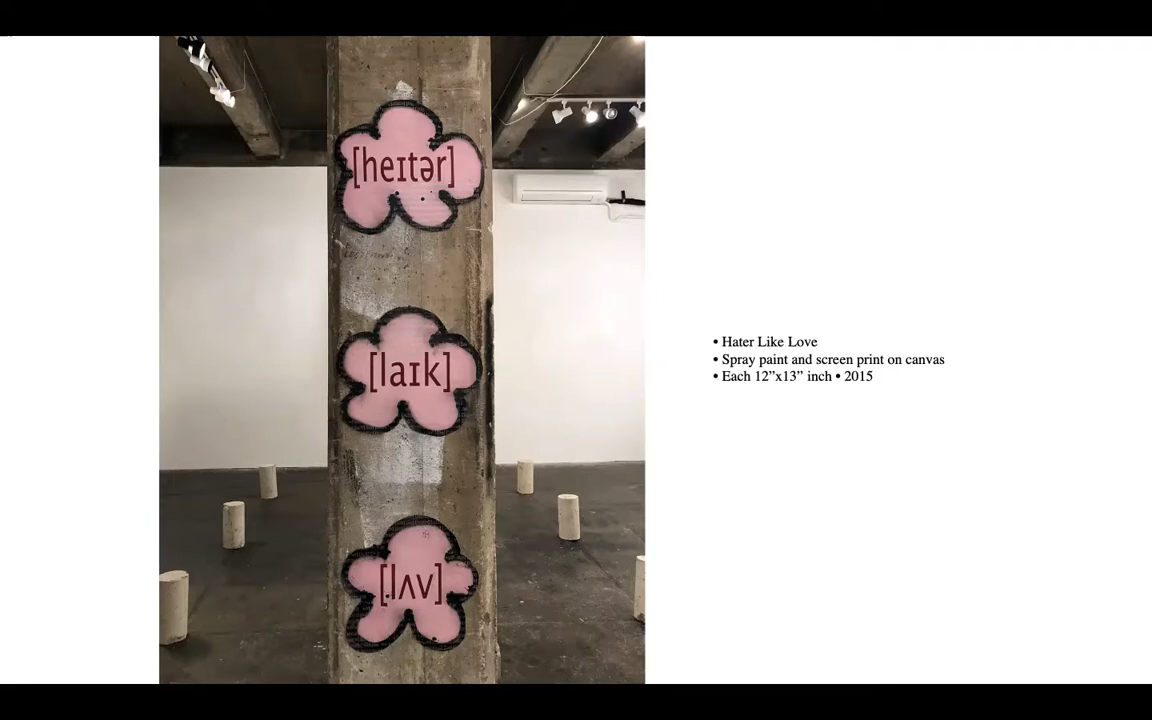 [heɪtər]
[laɪk]
[lʌv]
• Hater Like Love
• Spray paint and screen print on canvas
• Each 12”x13” inch • 2015